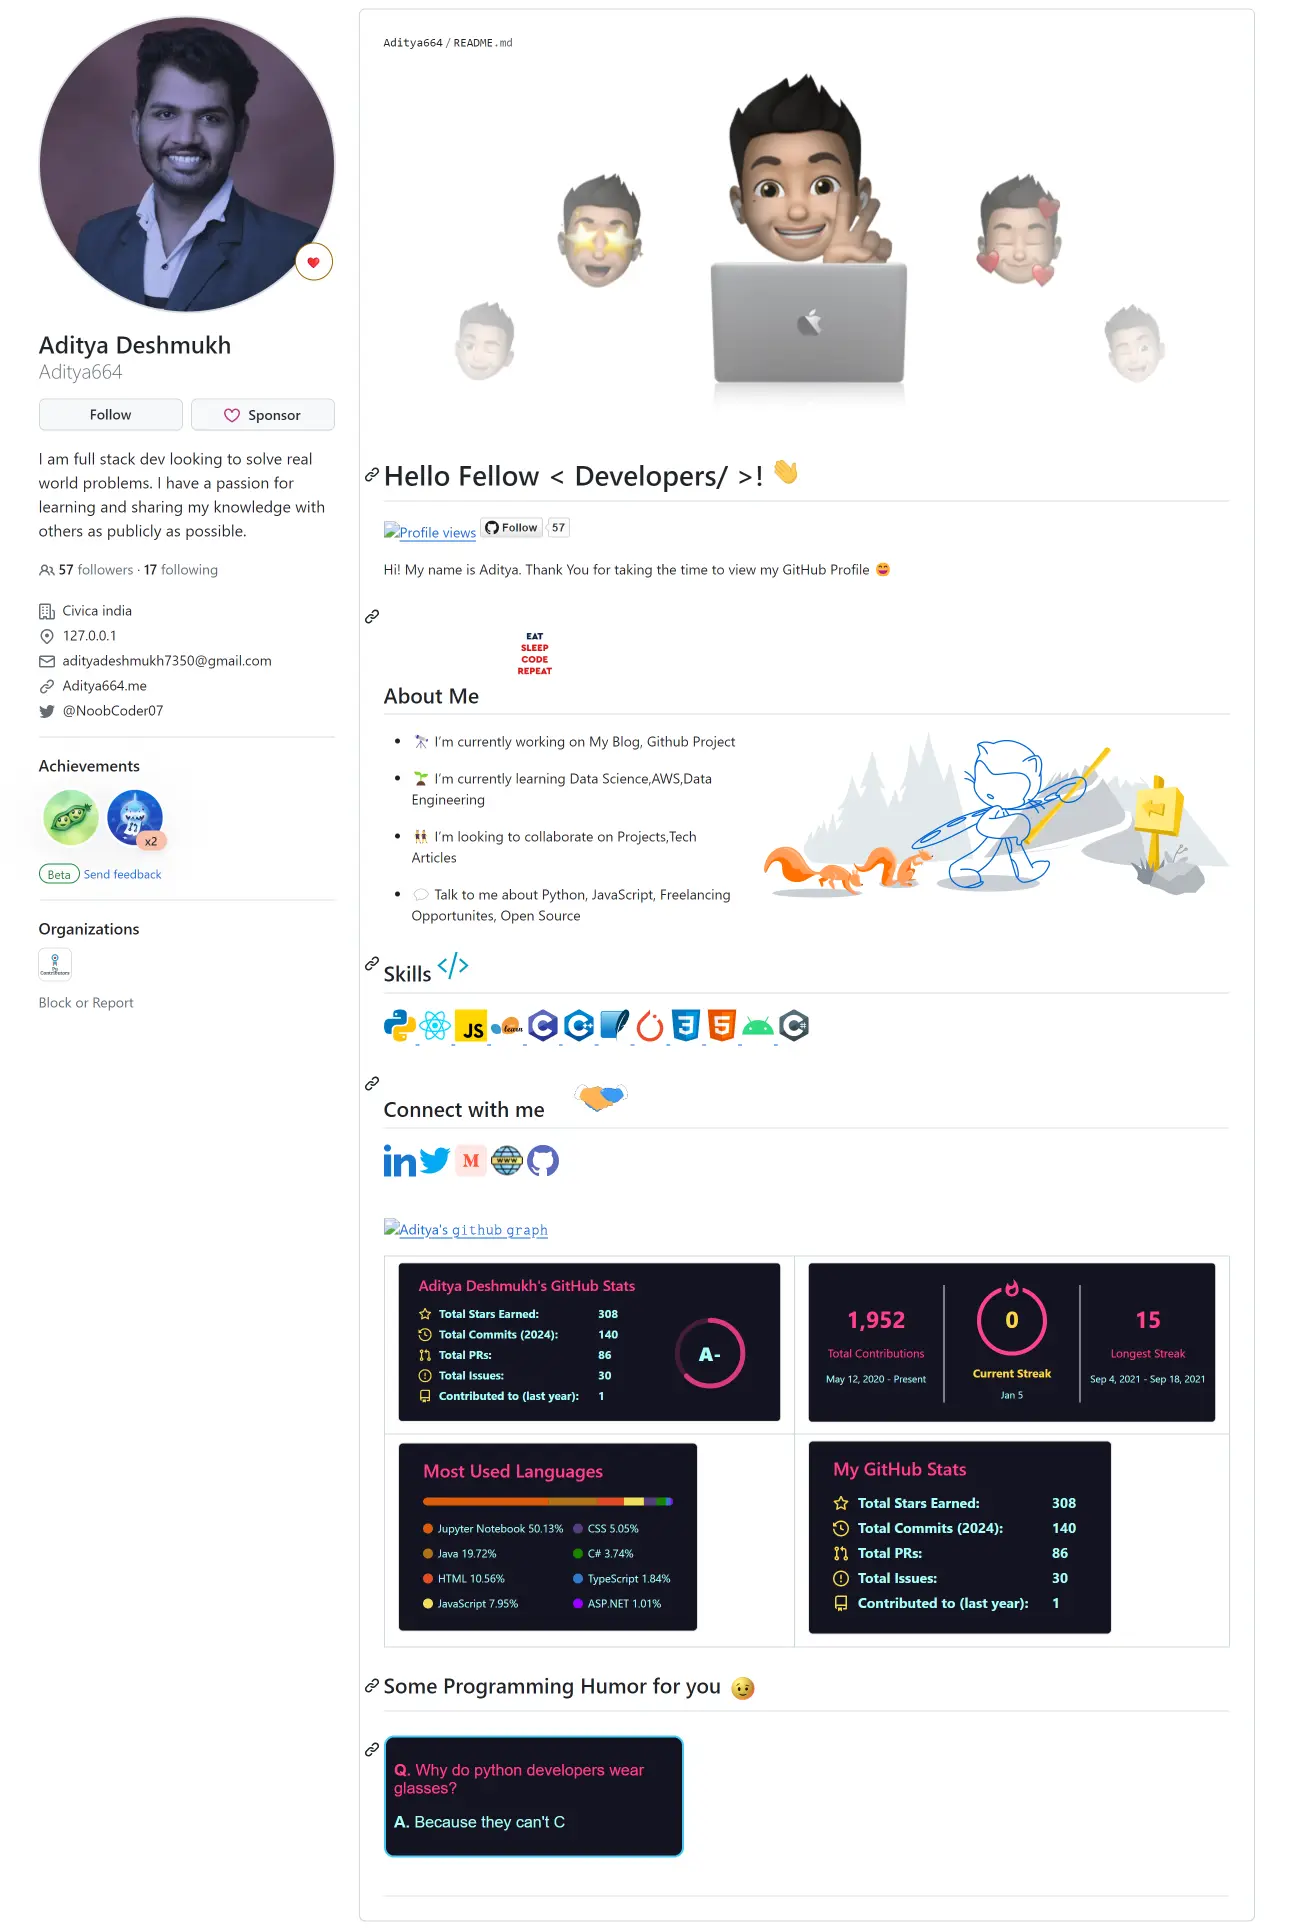 Aditya Deshmukh
Aditya664
Follow
Sponsor
I am full stack dev looking to solve real
world problems. I have a passion for
learning and sharing my knowledge with
others as publicly as possible.
57 followers · 17 following
Civica india
127.0.0.1
adityadeshmukh7350@gmail.com
Aditya664.me
@NoobCoder07
Achievements
x2
Beta Send feedback
Organizations
Contributors
Block or Report
Aditya664 / README.md
Hello Fellow < Developers/ >! 👋
Profile views
Follow
57
Hi! My name is Aditya. Thank You for taking the time to view my GitHub Profile 😄
EAT
SLEEP
CODE
REPEAT
About Me
• 🔭 I’m currently working on My Blog, Github Project
• 🌱 I’m currently learning Data Science,AWS,Data
Engineering
• 👯 I’m looking to collaborate on Projects,Tech
Articles
• 💬 Talk to me about Python, JavaScript, Freelancing
Opportunites, Open Source
Skills </>
JS
learn
C
C++
3
5
C#
Connect with me
in
M
WWW
Aditya's github graph
Aditya Deshmukh's GitHub Stats
Total Stars Earned: 308
Total Commits (2024): 140
Total PRs: 86
Total Issues: 30
Contributed to (last year): 1
A-
1,952
Total Contributions
May 12, 2020 - Present
0
Current Streak
Jan 5
15
Longest Streak
Sep 4, 2021 - Sep 18, 2021
Most Used Languages
Jupyter Notebook 50.13%
Java 19.72%
HTML 10.56%
JavaScript 7.95%
CSS 5.05%
C# 3.74%
TypeScript 1.84%
ASP.NET 1.01%
My GitHub Stats
Total Stars Earned: 308
Total Commits (2024): 140
Total PRs: 86
Total Issues: 30
Contributed to (last year): 1
Some Programming Humor for you 😉
Q. Why do python developers wear
glasses?
A. Because they can't C